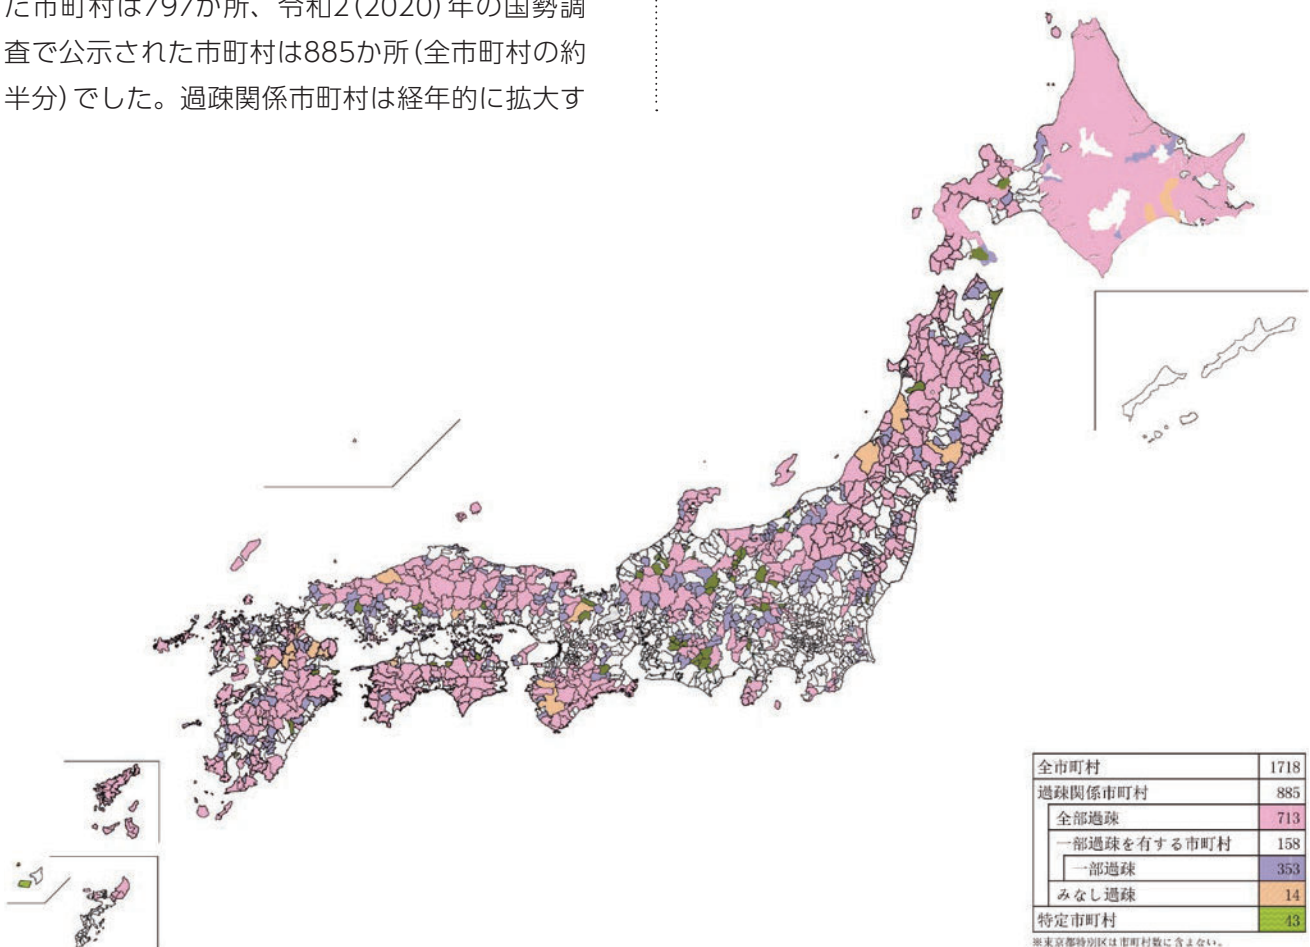 た市町村は797か所、令和2(2020)年の国勢調
査で公示された市町村は885か所(全市町村の約
半分)でした。過疎関係市町村は経年的に拡大す
全市町村 1718
過疎関係市町村 885
全部過疎 713
一部過疎を有する市町村 158
一部過疎 353
みなし過疎 14
特定市町村 43
※東京都特別区は市町村数に含まない。